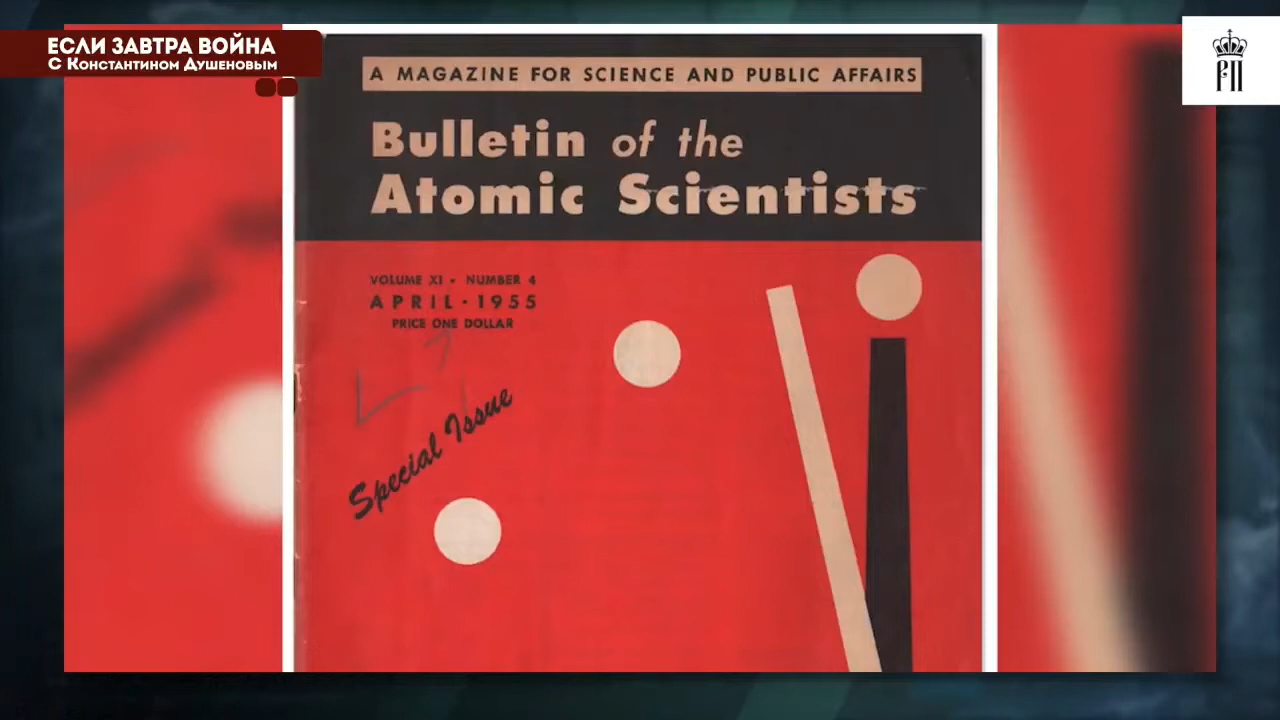 ЕСЛИ ЗАВТРА ВОЙНА
С Константином Душеновым
A MAGAZINE FOR SCIENCE AND PUBLIC AFFAIRS
Bulletin of the
Atomic Scientists
VOLUME XI - NUMBER 4
APRIL · 1955
PRICE ONE DOLLAR
Special Issue